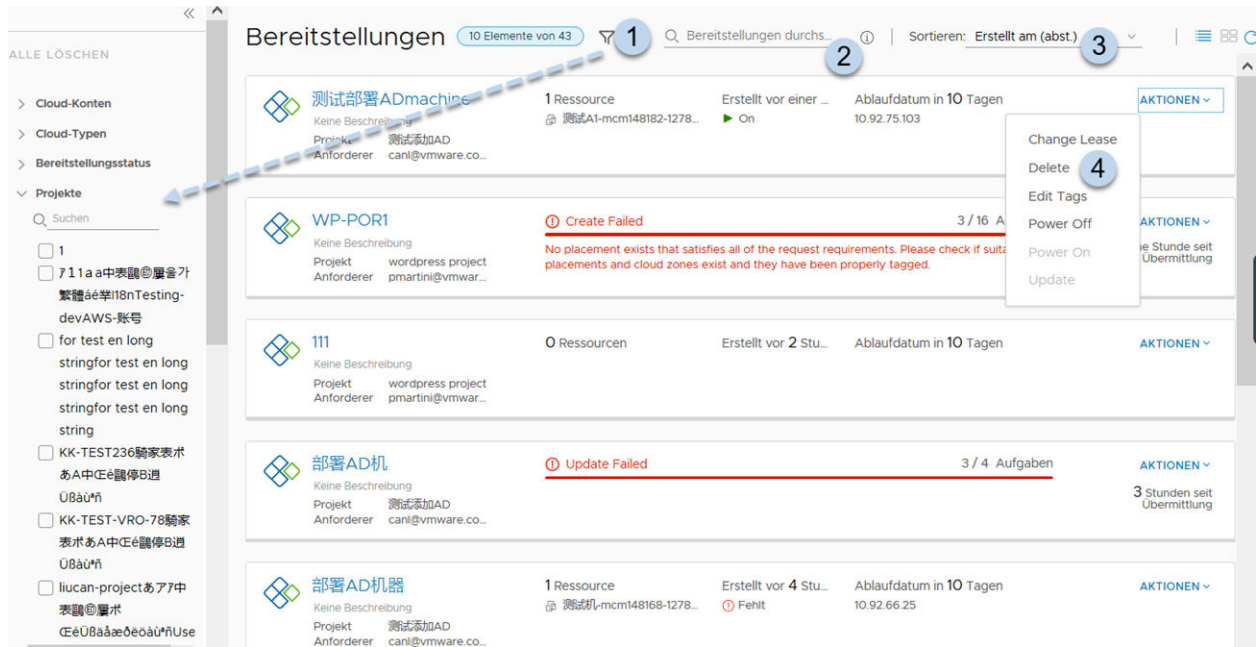 Bereitstellungen
10 Elemente von 43
1
Bereitstellungen durchs...
2
Sortieren: Erstellt am (abst.)
3
ALLE LÖSCHEN
Cloud-Konten
Cloud-Typen
Bereitstellungsstatus
Projekte
Suchen
1
for test en long
stringfor test en long
stringfor test en long
stringfor test en long
string
测试部署ADmachine
Keine Beschreibung
Projekt 测试添加AD
Anforderer canl@vmware.co...
1 Ressource
测试A1-mcm148182-1278...
Erstellt vor einer ...
On
Ablaufdatum in 10 Tagen
10.92.75.103
AKTIONEN
Change Lease
Delete
4
Edit Tags
Power Off
Power On
Update
WP-POR1
Keine Beschreibung
Projekt wordpress project
Anforderer pmartini@vmwar...
Create Failed
3 / 16 A
No placement exists that satisfies all of the request requirements. Please check if suita
placements and cloud zones exist and they have been properly tagged.
AKTIONEN
Stunde seit
Übermittlung
111
Keine Beschreibung
Projekt wordpress project
Anforderer pmartini@vmwar...
0 Ressourcen
Erstellt vor 2 Stu...
Ablaufdatum in 10 Tagen
AKTIONEN
部署AD机
Keine Beschreibung
Projekt 测试添加AD
Anforderer canl@vmware.co...
Update Failed
3 / 4 Aufgaben
AKTIONEN
3 Stunden seit
Übermittlung
部署AD机器
Keine Beschreibung
Projekt 测试添加AD
Anforderer canl@vmware.co...
1 Ressource
测试机-mcm148168-1278...
Erstellt vor 4 Stu...
Fehlt
Ablaufdatum in 10 Tagen
10.92.66.25
AKTIONEN